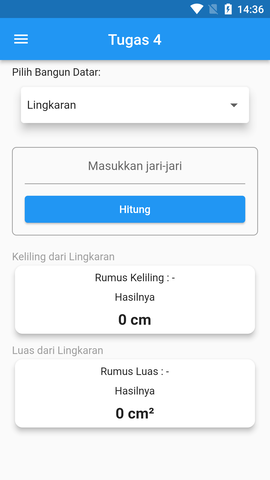 14:36
Tugas 4
Pilih Bangun Datar:
Lingkaran
Masukkan jari-jari
Hitung
Keliling dari Lingkaran
Rumus Keliling : -
Hasilnya
0 cm
Luas dari Lingkaran
Rumus Luas : -
Hasilnya
0 cm²